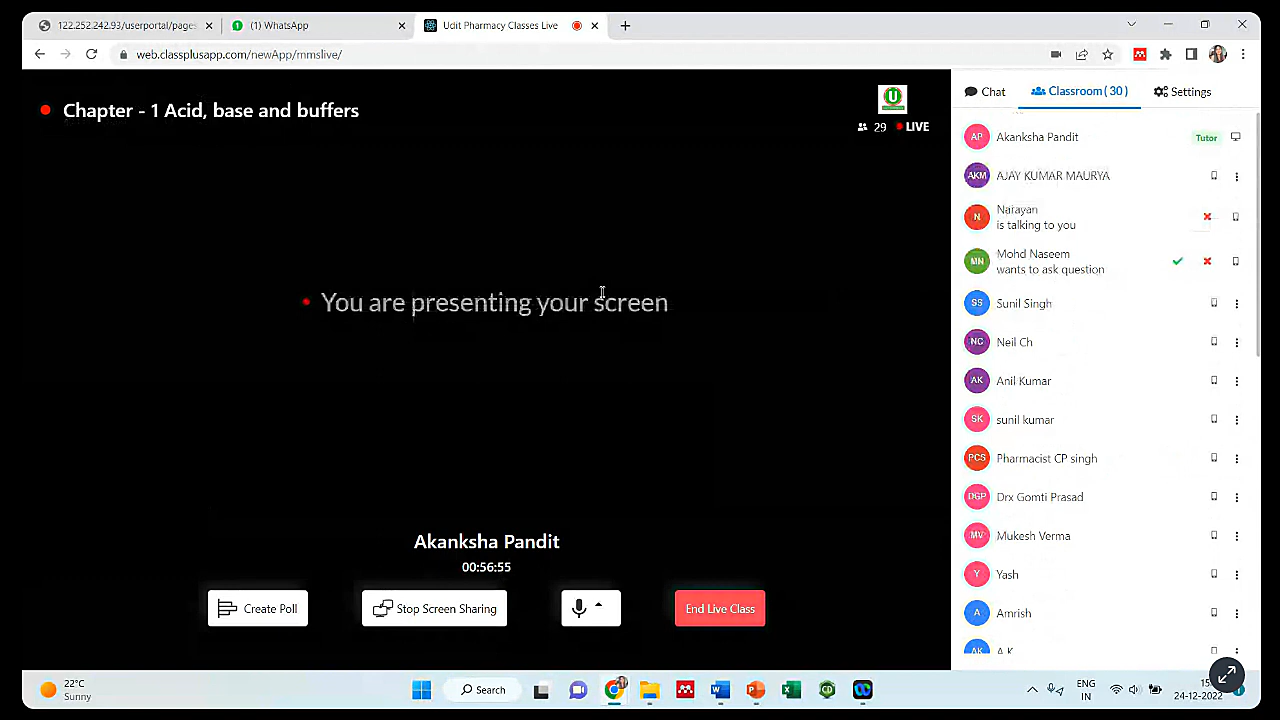 122.252.242.93/userportal/page
(1) WhatsApp
Udit Pharmacy Classes Live
web.classplusapp.com/newApp/mmslive/
Chapter - 1 Acid, base and buffers
29 LIVE
You are presenting your screen
Akanksha Pandit
00:56:55
Create Poll
Stop Screen Sharing
End Live Class
Chat
Classroom ( 30 )
Settings
AP Akanksha Pandit Tutor
AKM AJAY KUMAR MAURYA
N Narayan
is talking to you
MN Mohd Naseem
wants to ask question
SS Sunil Singh
NC Neil Ch
AK Anil Kumar
SK sunil kumar
PCS Pharmacist CP singh
DGP Drx Gomti Prasad
MV Mukesh Verma
Y Yash
A Amrish
AK A K
22°C
Sunny
Search
ENG
IN
24-12-2022